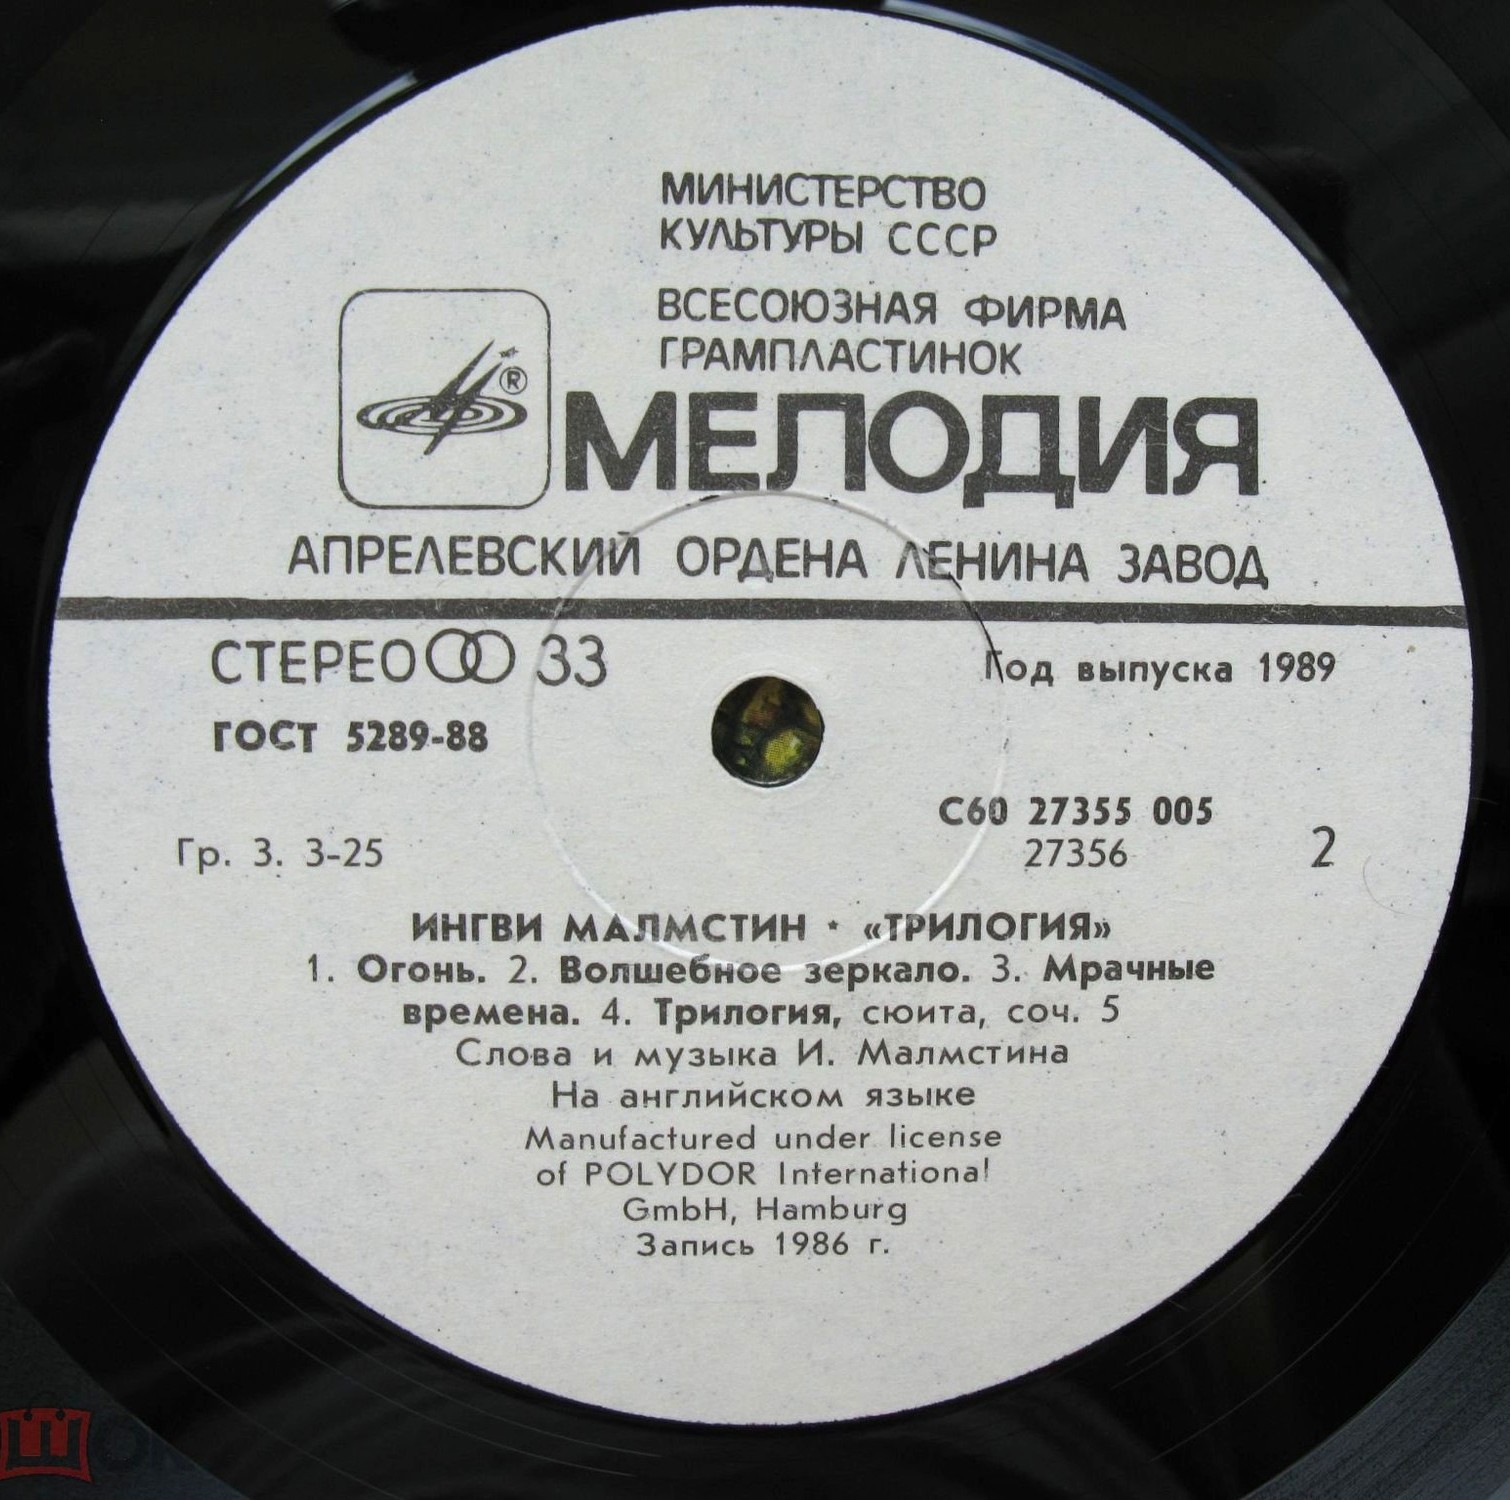 МИНИСТЕРСТВО
КУЛЬТУРЫ СССР
ВСЕСОЮЗНАЯ ФИРМА
ГРАМПЛАСТИНОК
®
МЕЛОДИЯ
АПРЕЛЕВСКИЙ ОРДЕНА ЛЕНИНА ЗАВОД
СТЕРЕО 33
Год выпуска 1989
ГОСТ 5289-88
С60 27355 005
Гр. 3. 3-25
27356
2
ИНГВИ МАЛМСТИН * «ТРИЛОГИЯ»
1. Огонь. 2. Волшебное зеркало. 3. Мрачные
времена. 4. Трилогия, сюита, соч. 5
Слова и музыка И. Малмстина
На английском языке
Manufactured under license
of POLYDOR International
GmbH, Hamburg
Запись 1986 г.